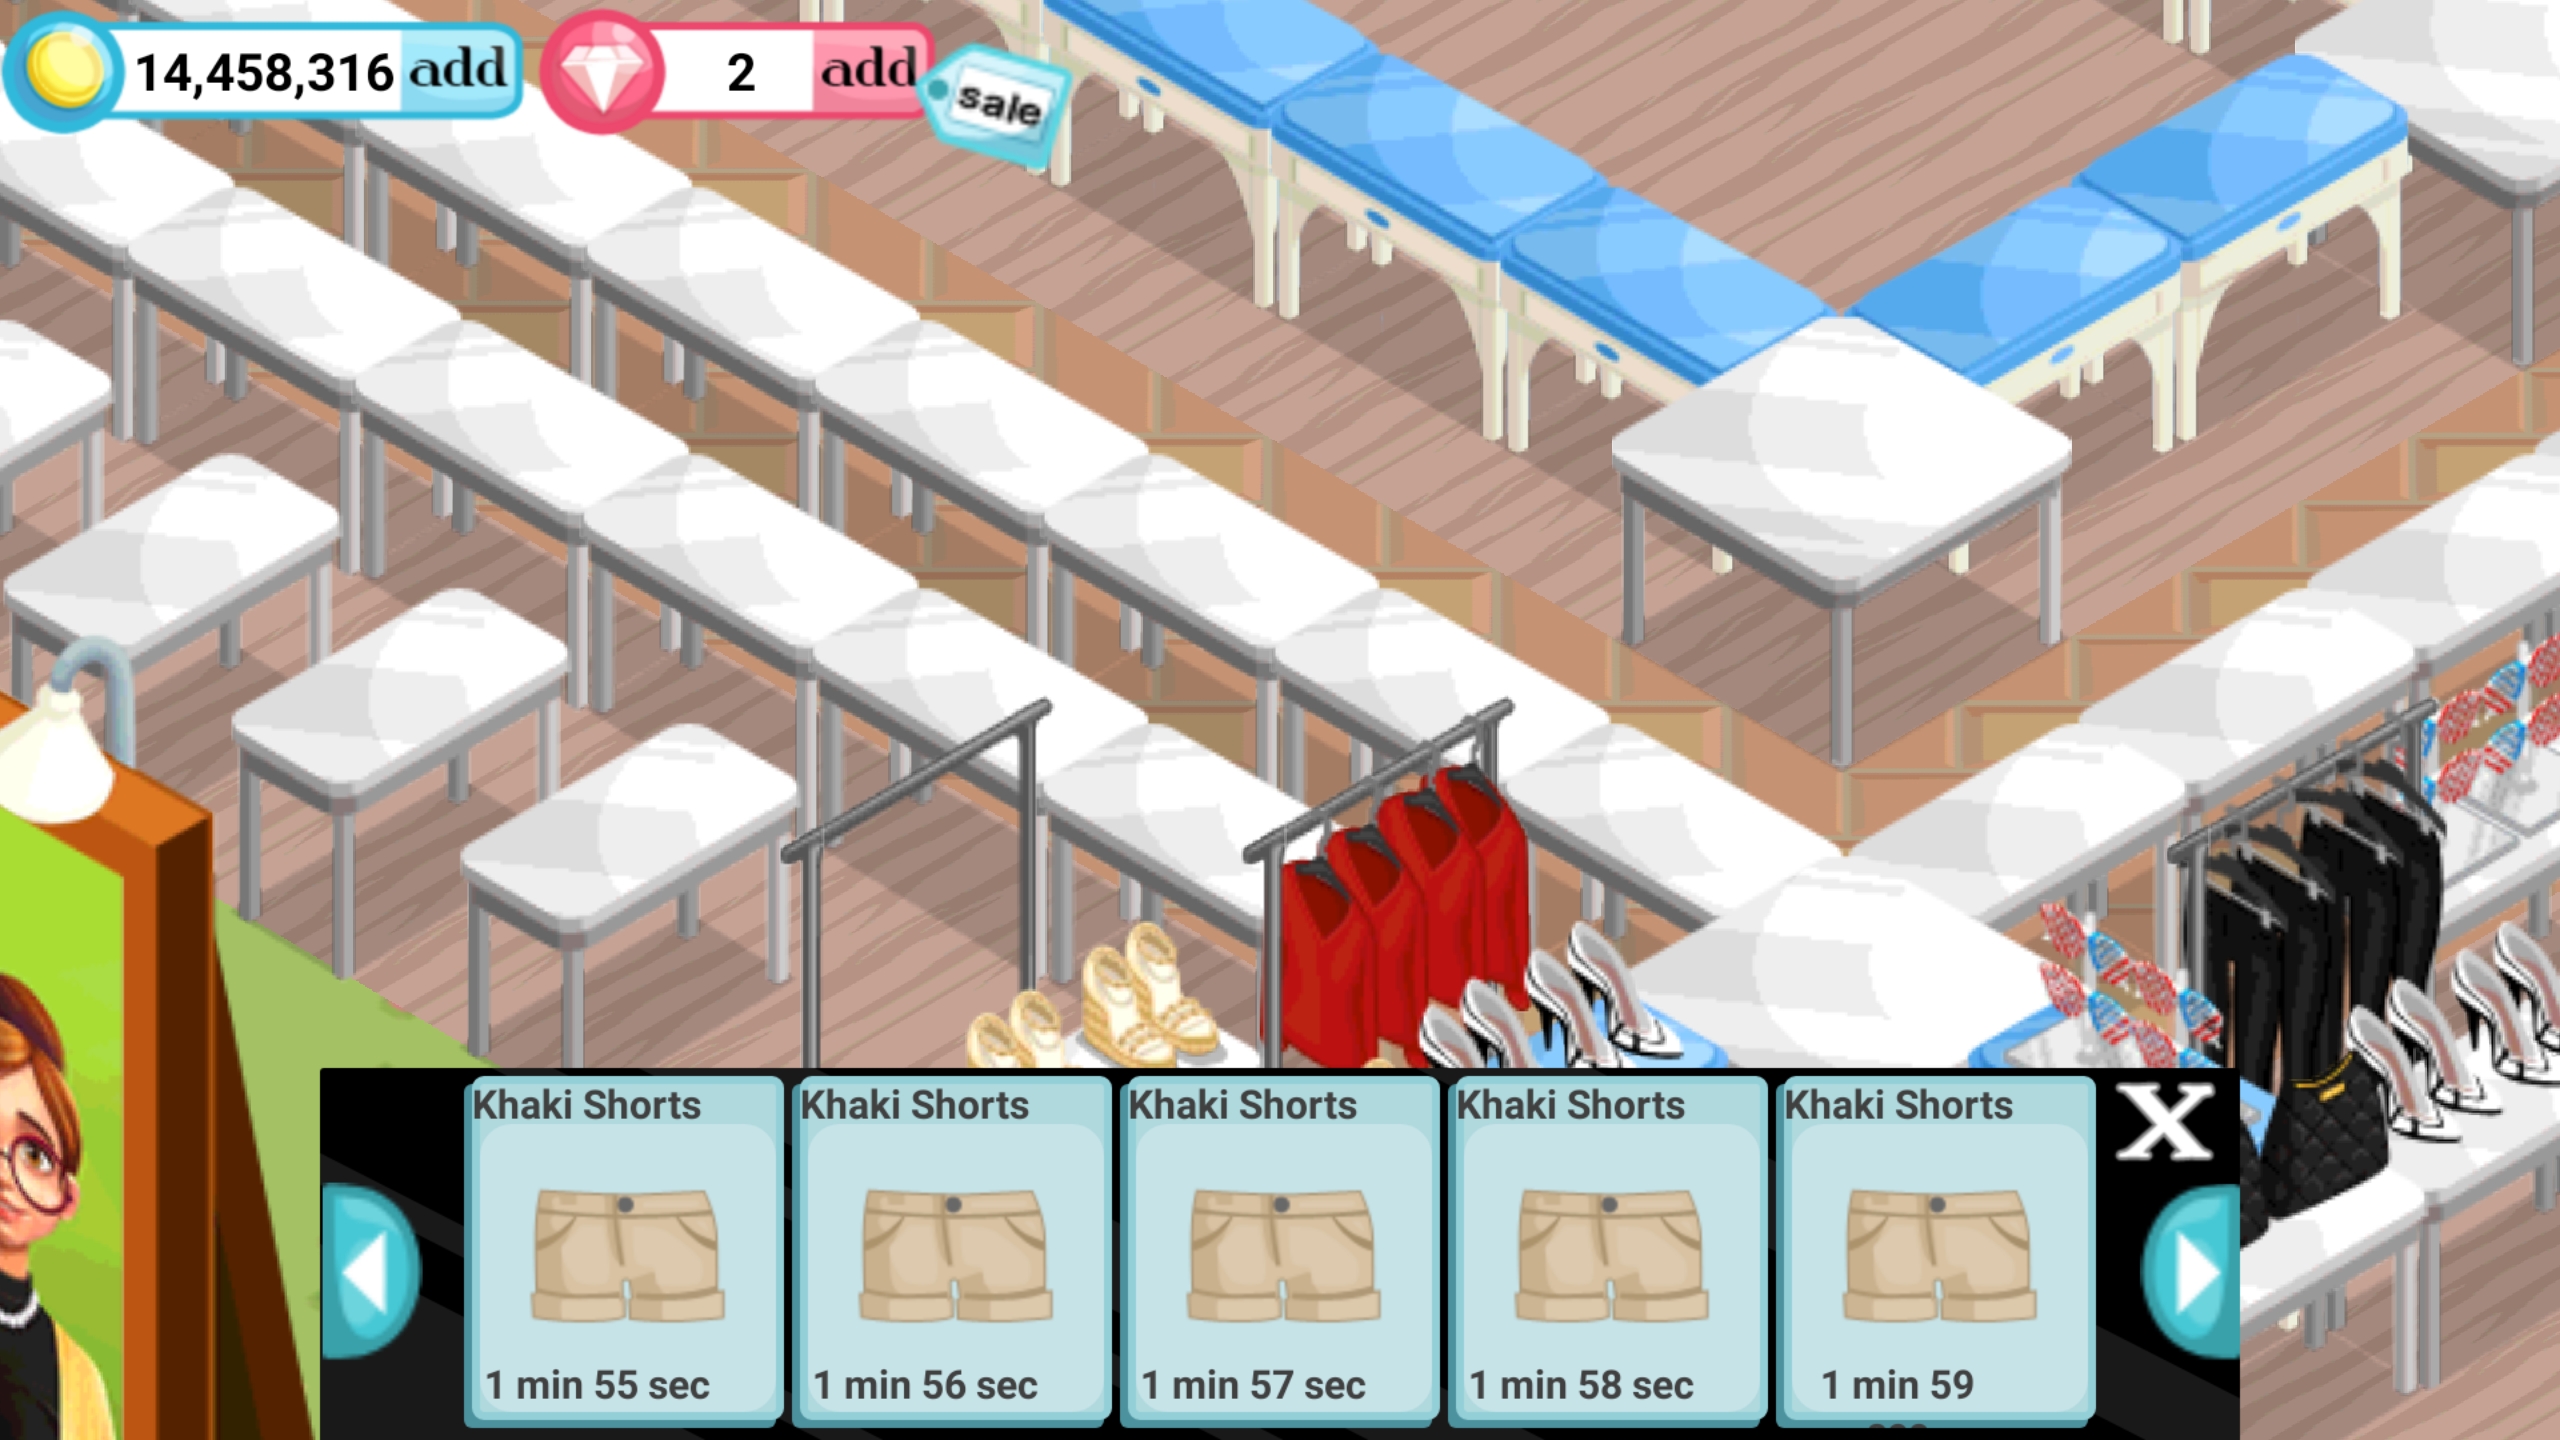 14,458,316 add
2 add
sale
Khaki Shorts Khaki Shorts Khaki Shorts Khaki Shorts Khaki Shorts
X
1 min 55 sec 1 min 56 sec 1 min 57 sec 1 min 58 sec 1 min 59